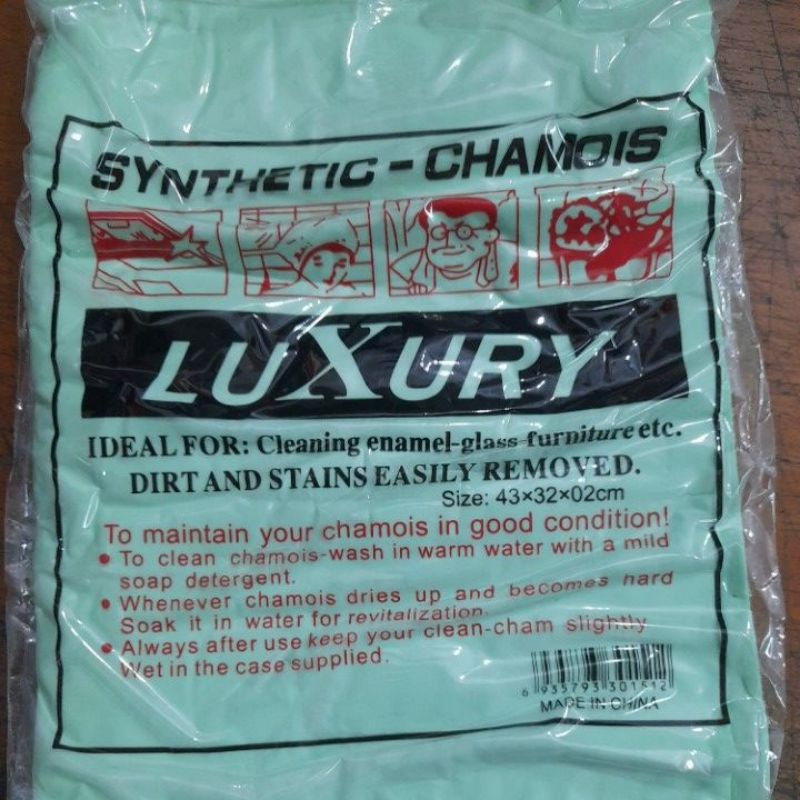 SYNTHETIC - CHAMOIS
LUXURY
IDEAL FOR: Cleaning enamel-glass-furniture etc.
DIRT AND STAINS EASILY REMOVED.
Size: 43×32×02cm
To maintain your chamois in good condition!
• To clean chamois-wash in warm water with a mild
soap detergent.
• Whenever chamois dries up and becomes hard
Soak it in water for revitalization.
• Always after use keep your clean-cham slightly
Wet in the case supplied.
6 935793 301512
MADE IN CHINA